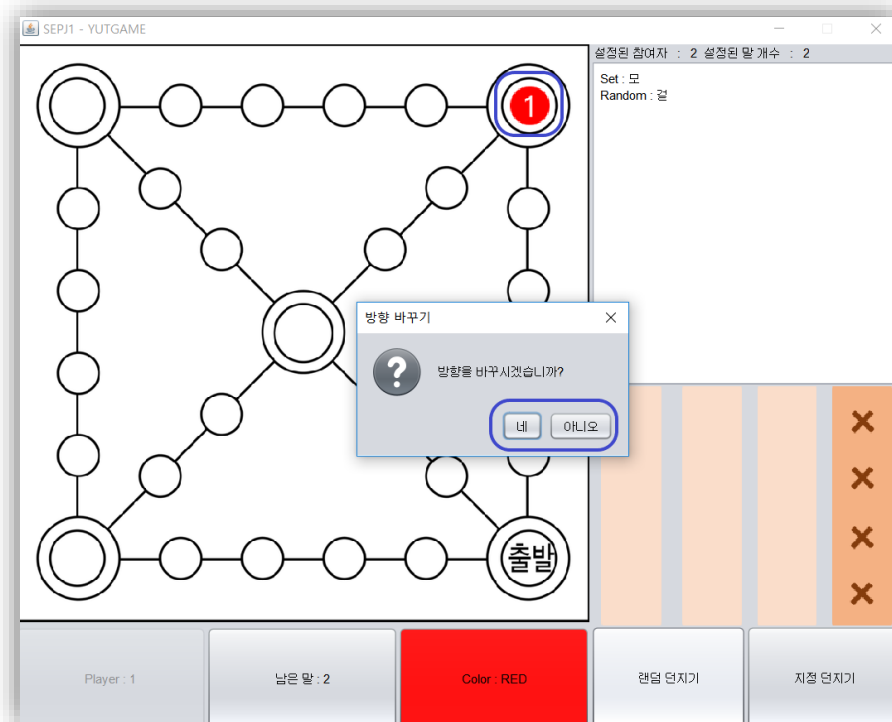 SEPJ1 - YUTGAME
설정된 참여자 : 2 설정된 말 개수 : 2
Set : 모
Random : 걸
1
방향 바꾸기
방향을 바꾸시겠습니까?
네 아니오
출발
Player : 1 남은 말 : 2 Color : RED 랜덤 던지기 지정 던지기